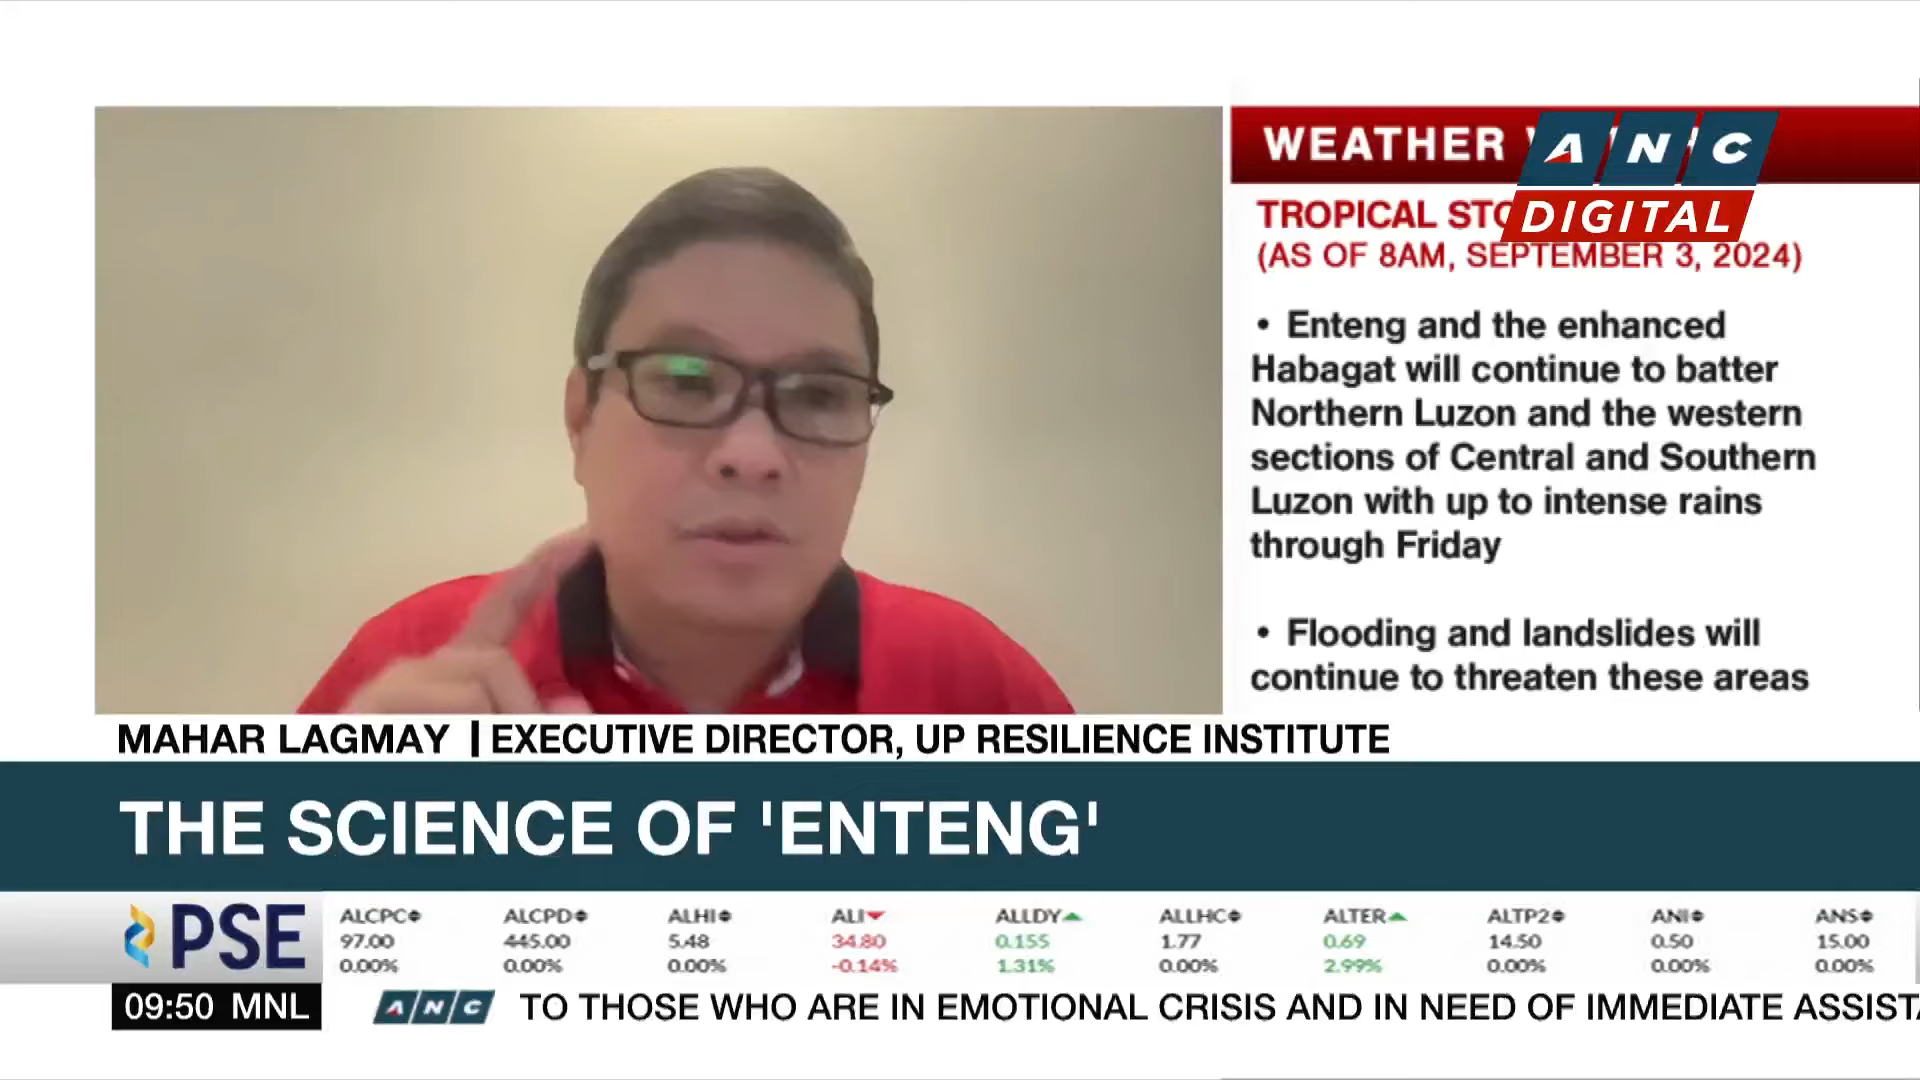 WEATHER
ANC
DIGITAL
TROPICAL
(AS OF 8AM, SEPTEMBER 3, 2024)
• Enteng and the enhanced
Habagat will continue to batter
Northern Luzon and the western
sections of Central and Southern
Luzon with up to intense rains
through Friday
• Flooding and landslides will
continue to threaten these areas
MAHAR LAGMAY | EXECUTIVE DIRECTOR, UP RESILIENCE INSTITUTE
THE SCIENCE OF 'ENTENG'
PSE
ALCPC ALCPD ALHI ALI ALLDY ALLHC ALTER ALTP2 ANI ANS
97.00 445.00 5.48 34.80 0.155 1.77 0.69 14.50 0.50 15.00
0.00% 0.00% 0.00% -0.14% 1.31% 0.00% 2.99% 0.00% 0.00% 0.00%
09:50 MNL
ANC TO THOSE WHO ARE IN EMOTIONAL CRISIS AND IN NEED OF IMMEDIATE